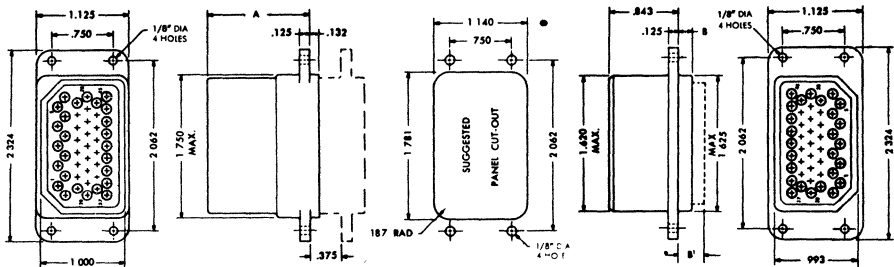 1.125
.750
1/8" DIA
4 HOLES
2 324
2 062
1 000
A
.125
.132
1 750
MAX.
.375
1 140
750
1 781
SUGGESTED
PANEL CUT-OUT
2 062
187 RAD
1/8" DIA
.843
.125
B
1.620
MAX.
MAX
1 625
B'
1/8" DIA
4 HOLES
1.125
.750
2 062
2 324
993